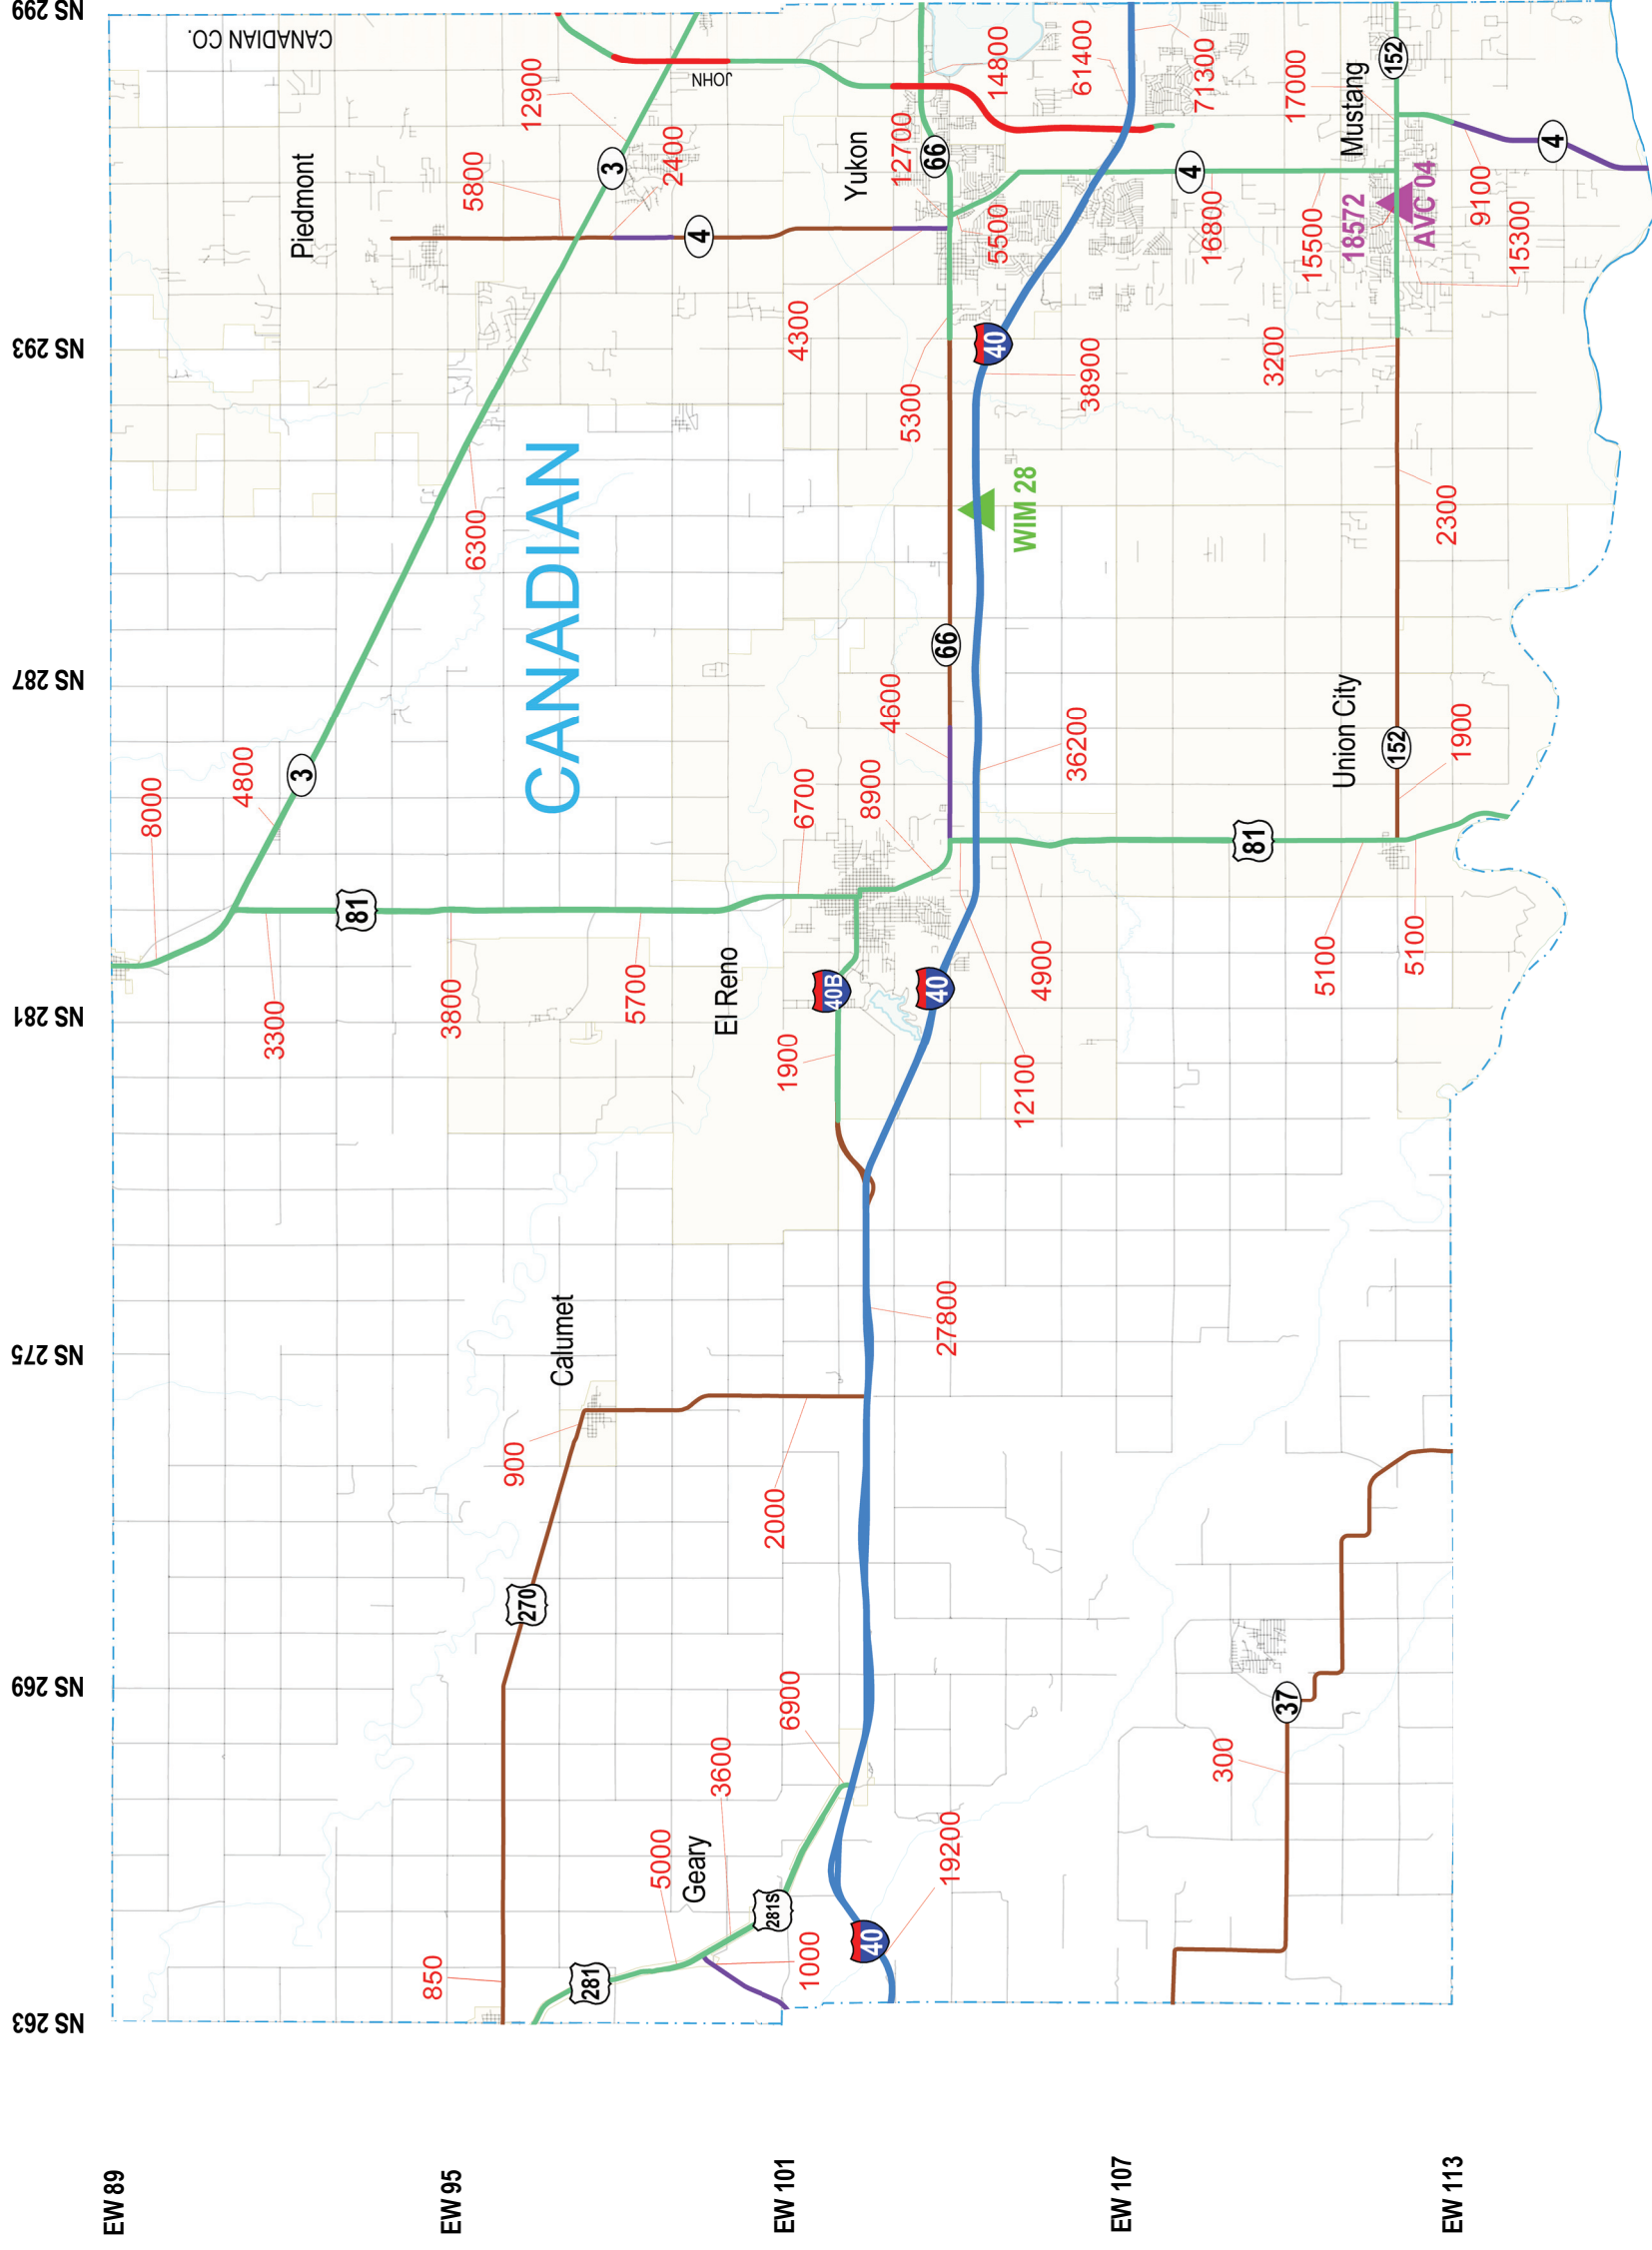 NS 263
NS 269
NS 275
NS 281
NS 287
NS 293
NS 299
EW 89
EW 95
EW 101
EW 107
EW 113
CANADIAN CO.
JOHN
CANADIAN
Piedmont
Yukon
Mustang
Union City
El Reno
Calumet
Geary
8000
4800
3
81
3300
3800
5700
6300
5800
12900
3
2400
4
4300
12700
66
14800
61400
71300
17000
152
5500
4
16800
15500
18572
AVC 04
9100
4
15300
5300
40
38900
3200
WIM 28
2300
66
4600
36200
6700
8900
152
1900
81
5100
5100
4900
12100
40B
40
1900
27800
900
270
2000
850
281
5000
3600
281S
1000
6900
40
19200
37
300